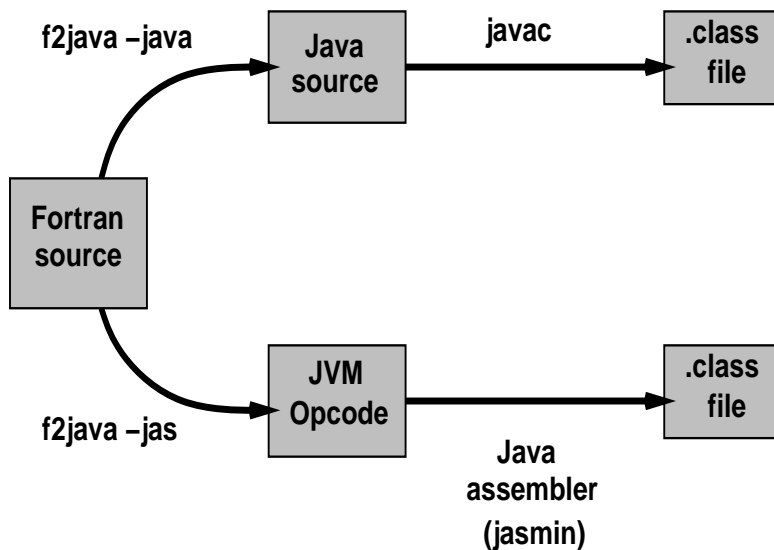 f2java –java
Java
source
javac
.class
file
Fortran
source
f2java –jas
JVM
Opcode
Java
assembler
(jasmin)
.class
file